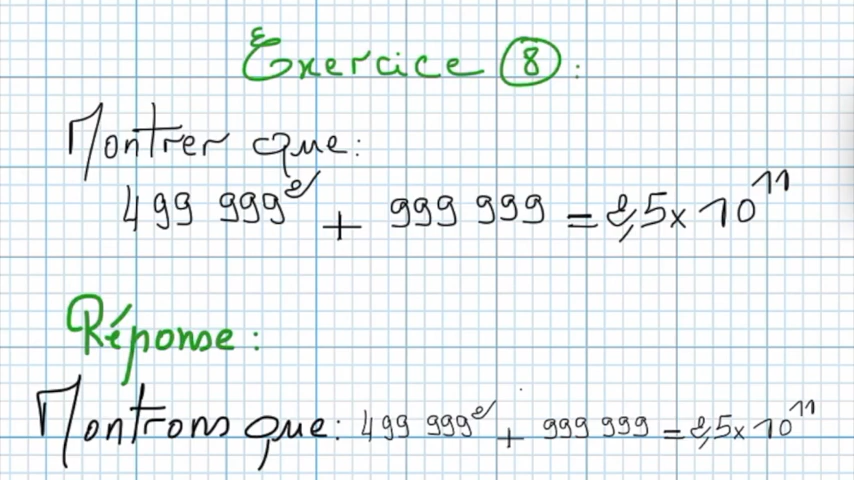 Exercice 8 :
Montrer que:
499 999² + 999 999 = 2,5 x 10¹¹
Réponse :
Montrons que: 499 999² + 999 999 = 2,5 x 10¹¹